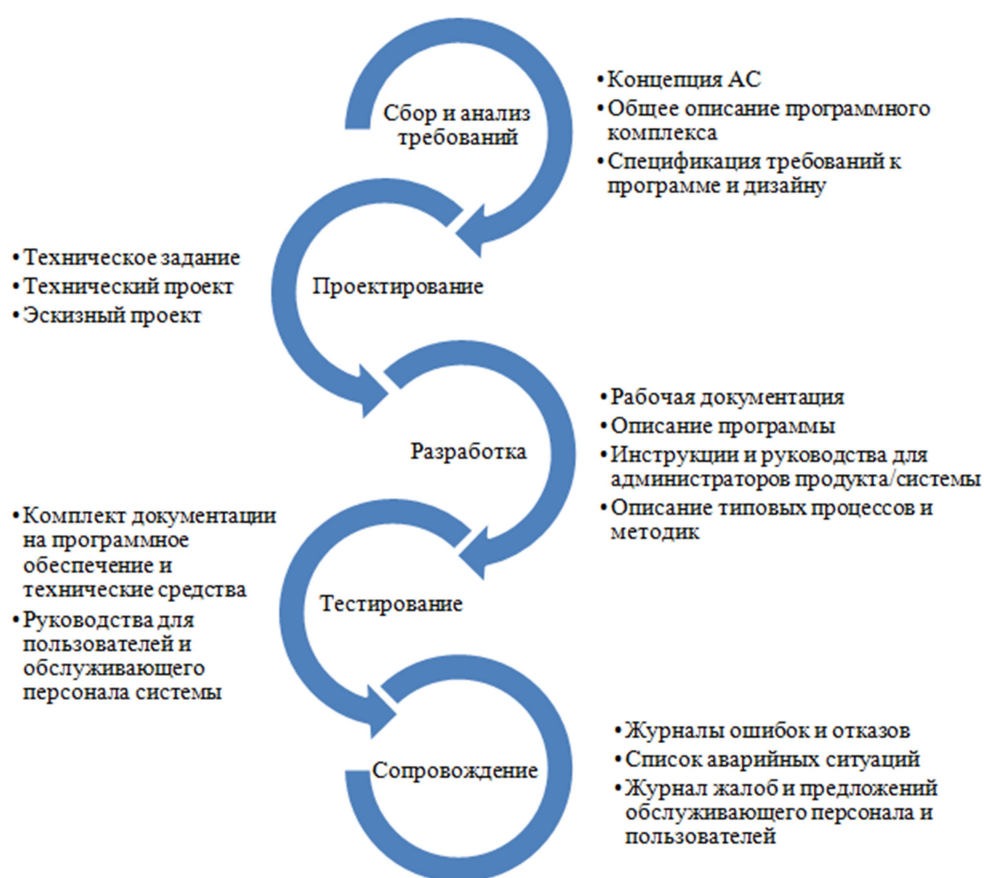 Сбор и анализ
требований
• Концепция АС
• Общее описание программного
комплекса
• Спецификация требований к
программе и дизайну
• Техническое задание
• Технический проект
• Эскизный проект
Проектирование
Разработка
• Рабочая документация
• Описание программы
• Инструкции и руководства для
администраторов продукта/системы
• Описание типовых процессов и
методик
• Комплект документации
на программное
обеспечение и
технические средства
• Руководства для
пользователей и
обслуживающего
персонала системы
Тестирование
Сопровождение
• Журналы ошибок и отказов
• Список аварийных ситуаций
• Журнал жалоб и предложений
обслуживающего персонала и
пользователей